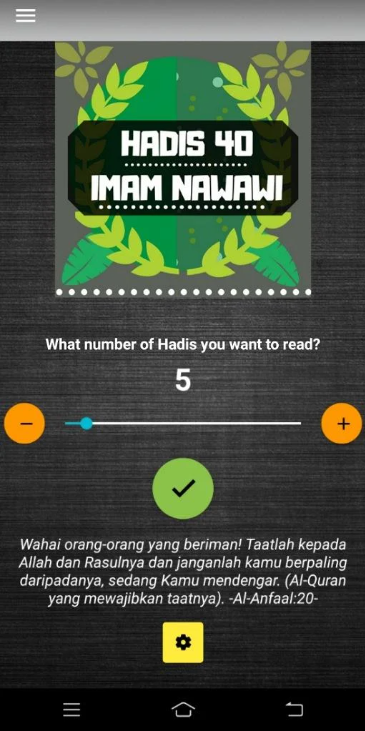 HADIS 40
IMAM NAWAWI
What number of Hadis you want to read?
5
Wahai orang-orang yang beriman! Taatlah kepada
Allah dan Rasulnya dan janganlah kamu berpaling
daripadanya, sedang Kamu mendengar. (Al-Quran
yang mewajibkan taatnya). -Al-Anfaal:20-